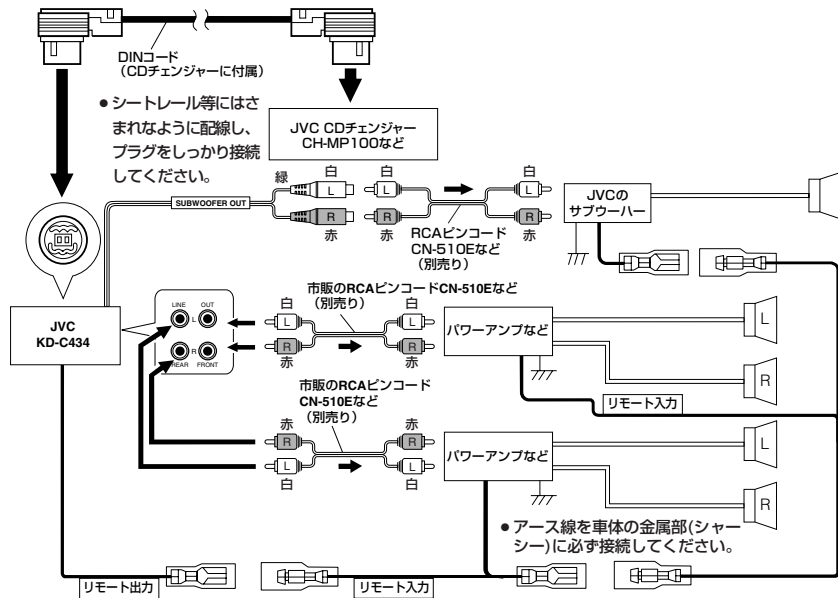 DINコード
（CDチェンジャーに付属）
● シートレール等にはさ
まれなように配線し、
プラグをしっかり接続
してください。
JVC CDチェンジャー
CH-MP100など
緑
白
白
白
SUBWOOFER OUT
L
L
L
R
R
R
赤
赤
赤
RCAピンコード
CN-510Eなど
（別売り）
JVCの
サブウーハー
市販のRCAピンコードCN-510Eなど
（別売り）
JVC
KD-C434
LINE OUT
L
R
REAR FRONT
白
白
L
L
R
R
赤
赤
パワーアンプなど
L
R
リモート入力
市販のRCAピンコード
CN-510Eなど
（別売り）
赤
赤
R
R
L
L
白
白
パワーアンプなど
L
R
● アース線を車体の金属部(シャー
シー)に必ず接続してください。
リモート出力
リモート入力